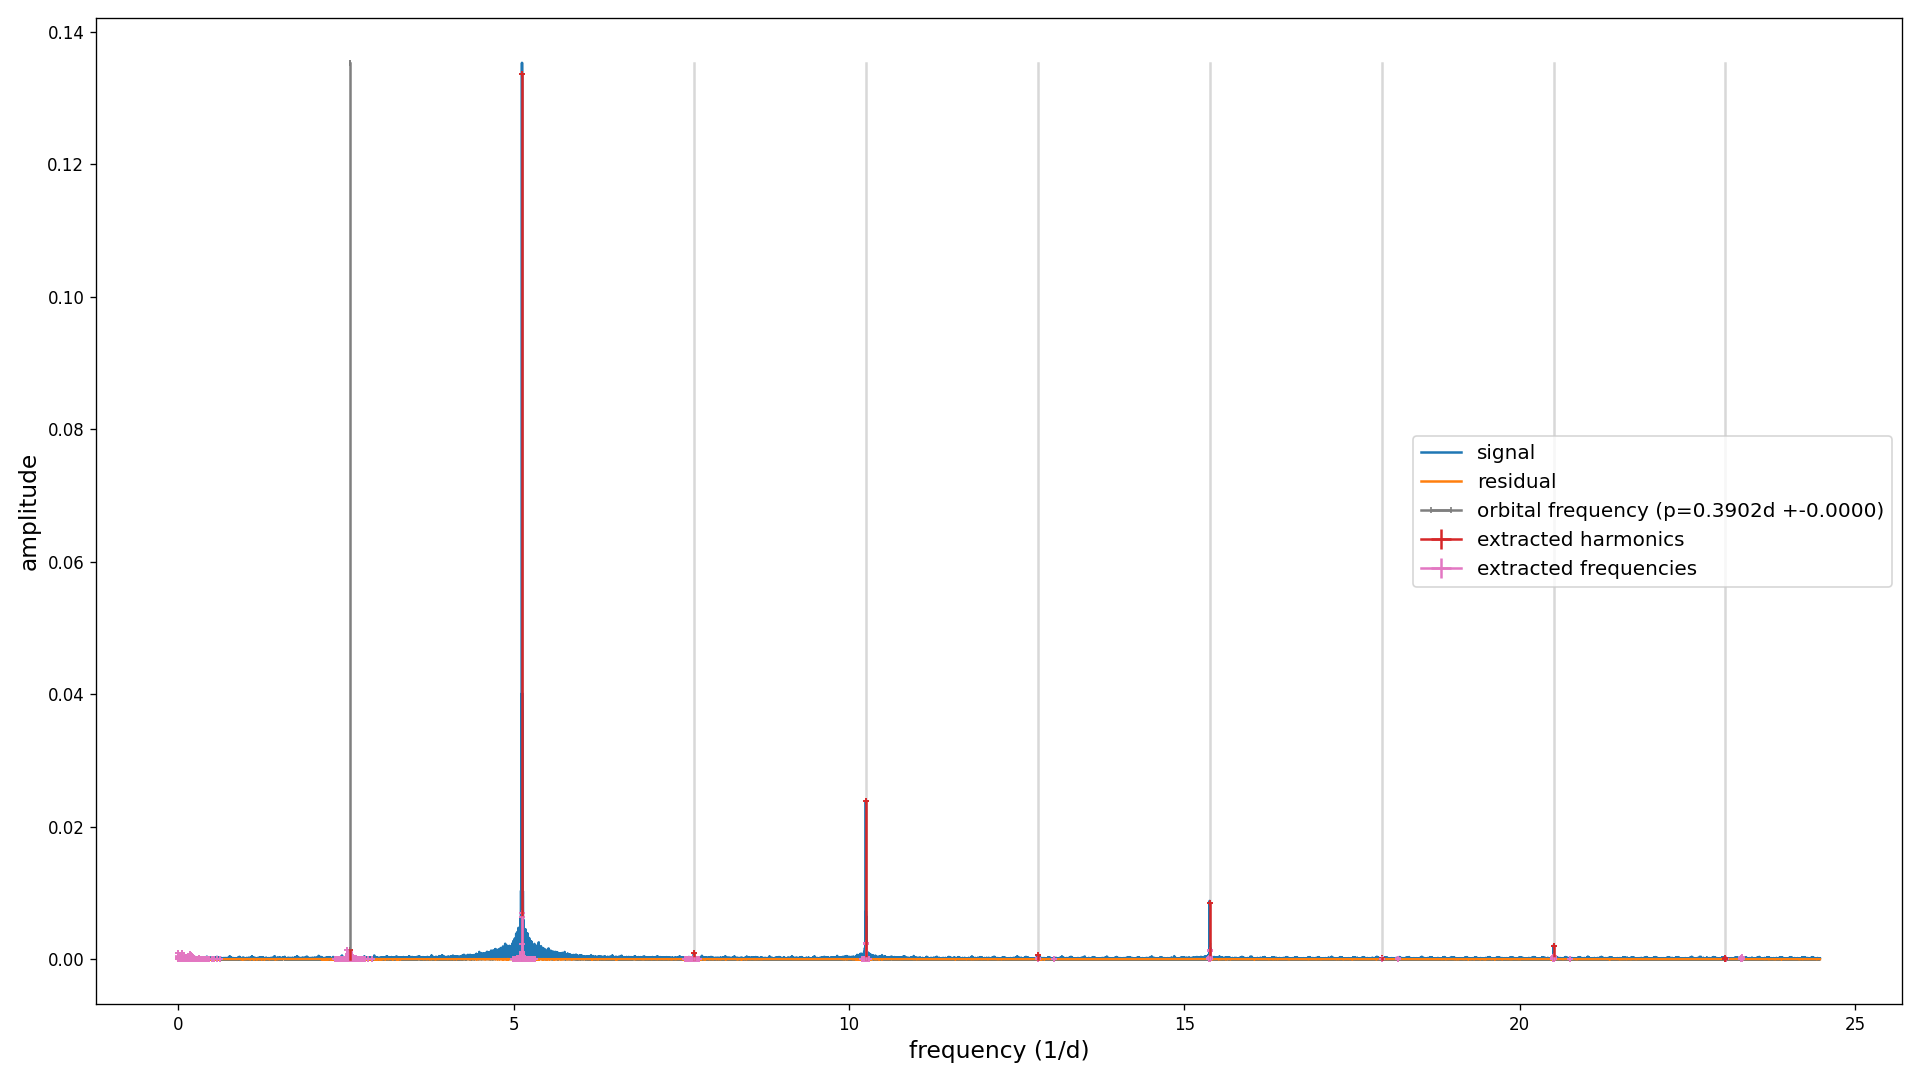 0.14
0.12
0.10
0.08
0.06
0.04
0.02
0.00
amplitude
signal
residual
orbital frequency (p=0.3902d +-0.0000)
extracted harmonics
extracted frequencies
0 5 10 15 20 25
frequency (1/d)